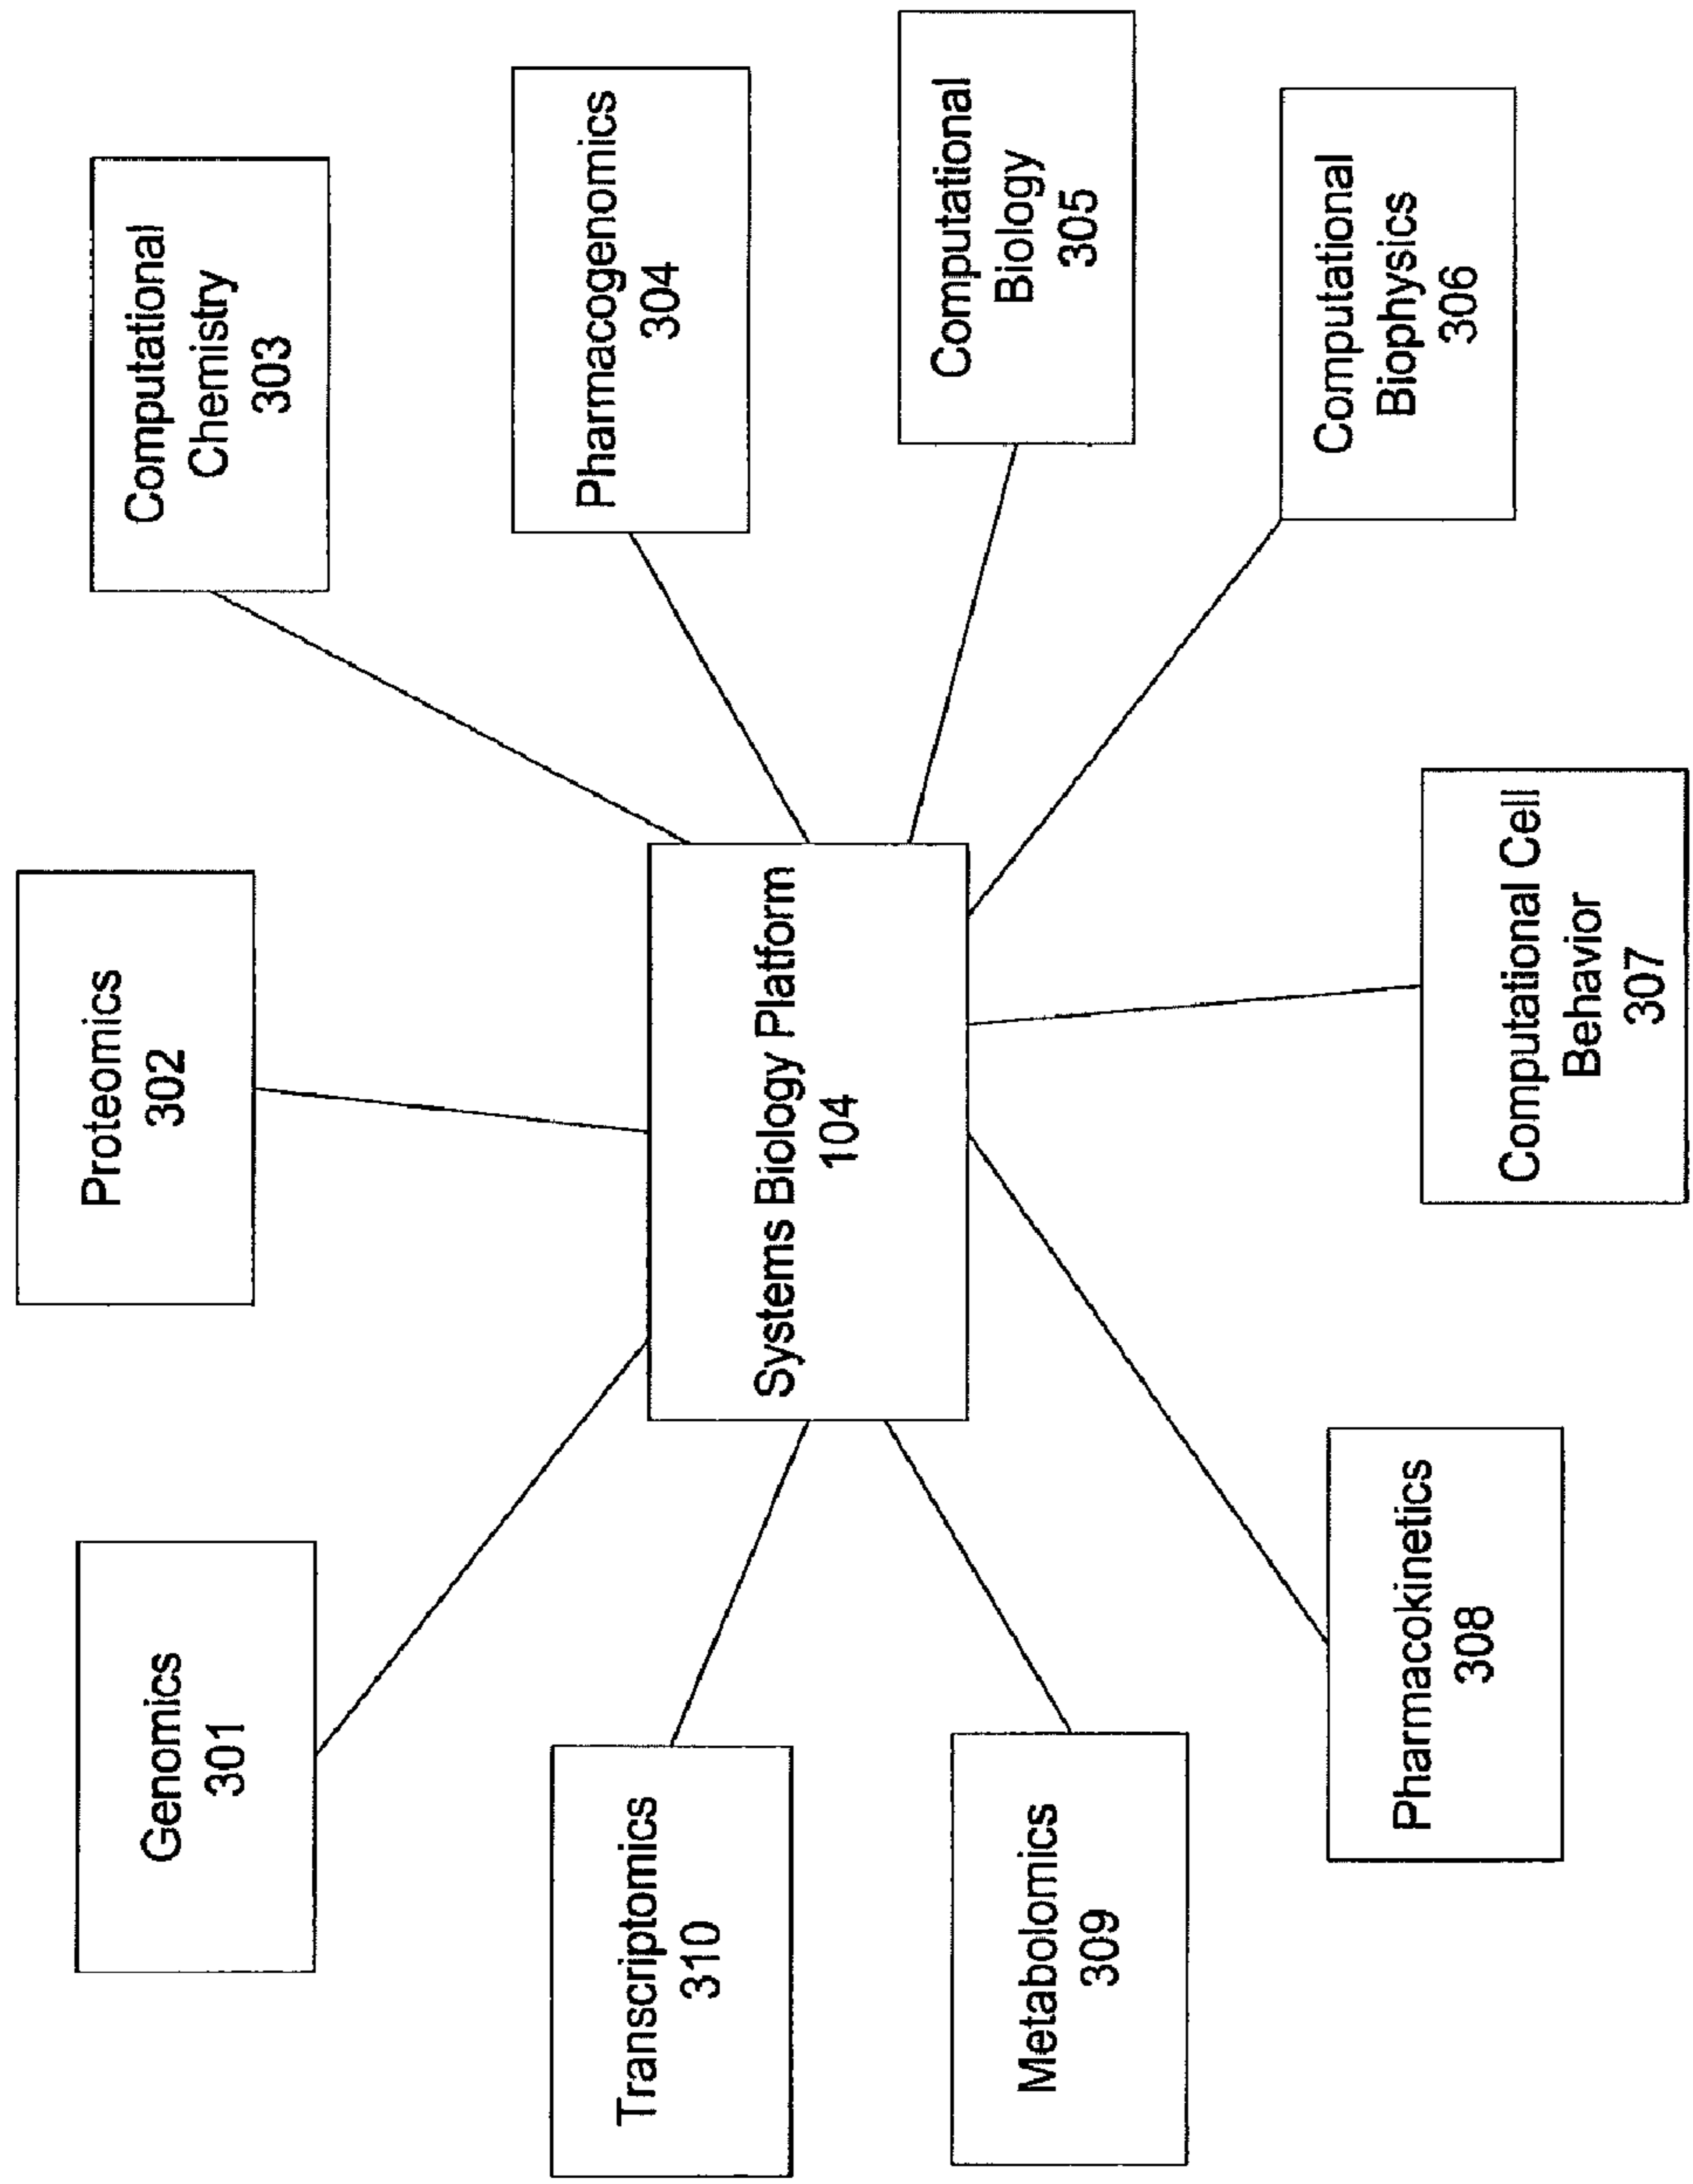 Genomics
301
Proteomics
302
Computational
Chemistry
303
Pharmacogenomics
304
Computational
Biology
305
Computational
Biophysics
306
Computational Cell
Behavior
307
Pharmacokinetics
308
Metabolomics
309
Transcriptomics
310
Systems Biology Platform
104